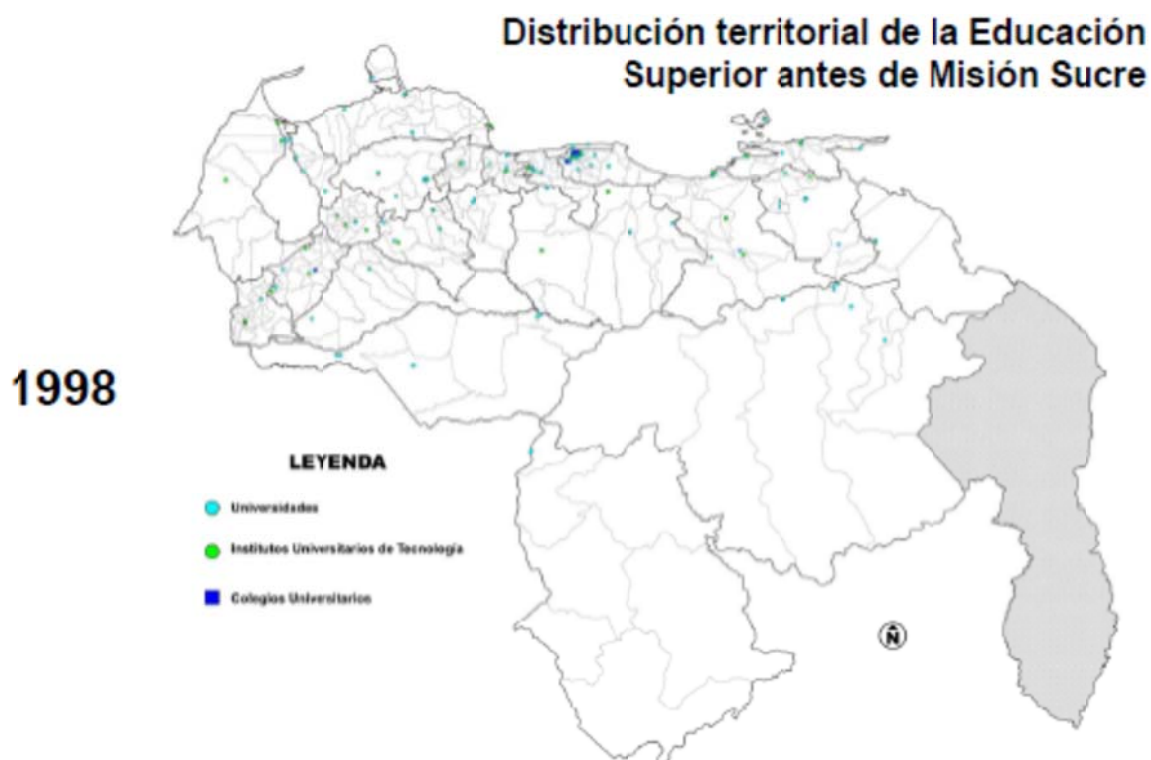 Distribución territorial de la Educación
Superior antes de Misión Sucre
1998
LEYENDA
Universidades
Institutos Universitarios de Tecnología
Colegios Universitarios
N